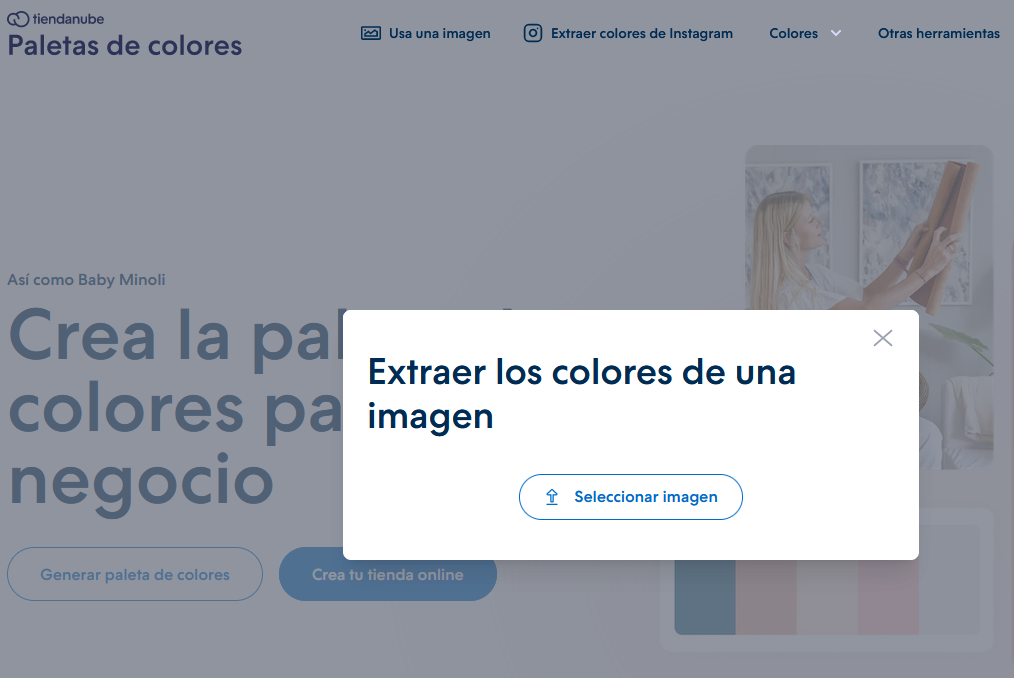 tiendanube
Paletas de colores
Usa una imagen
Extraer colores de Instagram
Colores
Otras herramientas
Así como Baby Minoli
Crea la pal
colores pa
negocio
Generar paleta de colores
Crea tu tienda online
Extraer los colores de una
imagen
Seleccionar imagen